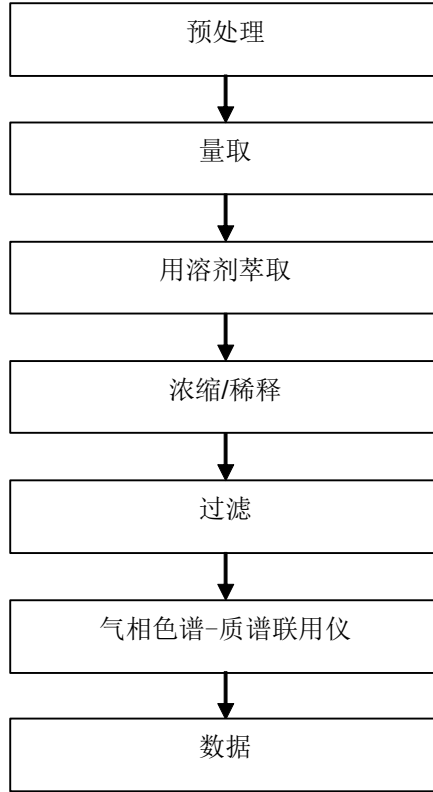 预处理
量取
用溶剂萃取
浓缩/稀释
过滤
气相色谱-质谱联用仪
数据